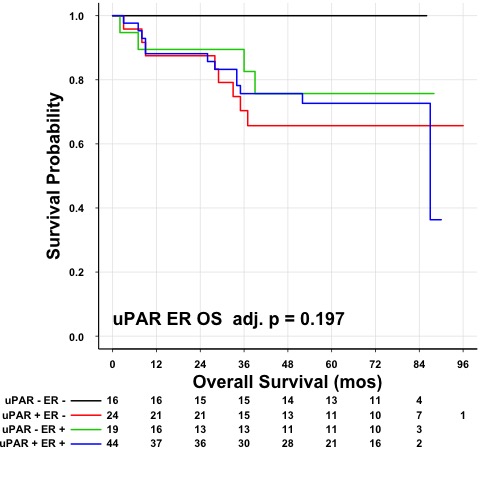 1.0
0.8
0.6
0.4
0.2
0.0
Survival Probability
uPAR ER OS adj. p = 0.197
0 12 24 36 48 60 72 84 96
Overall Survival (mos)
uPAR - ER - 16 16 15 15 14 13 11 4
uPAR + ER - 24 21 21 15 13 11 10 7 1
uPAR - ER + 19 16 13 13 11 11 10 3
uPAR + ER + 44 37 36 30 28 21 16 2